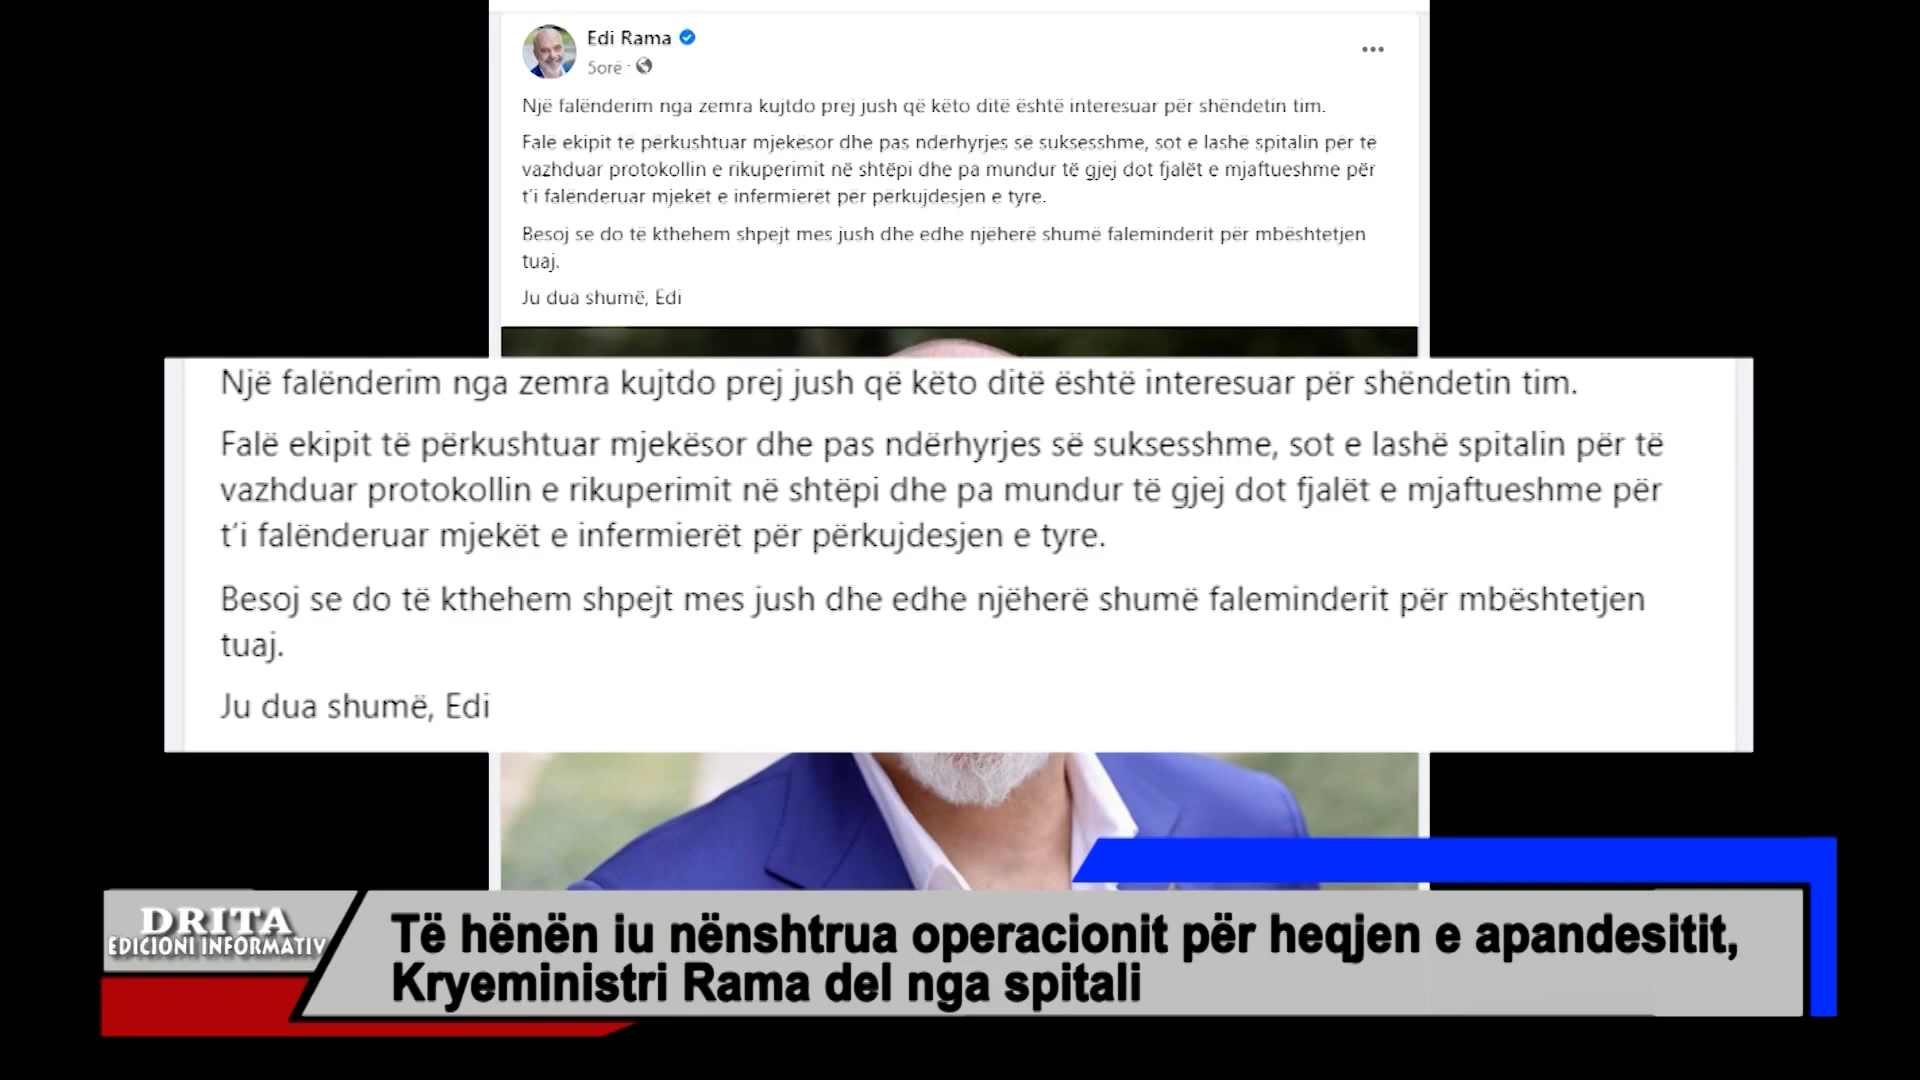 Edi Rama
5orë ·
Një falënderim nga zemra kujtdo prej jush që këto ditë është interesuar për shëndetin tim.
Falë ekipit të përkushtuar mjekësor dhe pas ndërhyrjes së suksesshme, sot e lashë spitalin për të
vazhduar protokollin e rikuperimit në shtëpi dhe pa mundur të gjej dot fjalët e mjaftueshme për
t’i falënderuar mjekët e infermierët për përkujdesjen e tyre.
Besoj se do të kthehem shpejt mes jush dhe edhe njëherë shumë faleminderit për mbështetjen
tuaj.
Ju dua shumë, Edi
Një falënderim nga zemra kujtdo prej jush që këto ditë është interesuar për shëndetin tim.
Falë ekipit të përkushtuar mjekësor dhe pas ndërhyrjes së suksesshme, sot e lashë spitalin për të
vazhduar protokollin e rikuperimit në shtëpi dhe pa mundur të gjej dot fjalët e mjaftueshme për
t’i falënderuar mjekët e infermierët për përkujdesjen e tyre.
Besoj se do të kthehem shpejt mes jush dhe edhe njëherë shumë faleminderit për mbështetjen
tuaj.
Ju dua shumë, Edi
DRITA
EDICIONI INFORMATIV
Të hënën iu nënshtrua operacionit për heqjen e apandesitit,
Kryeministri Rama del nga spitali